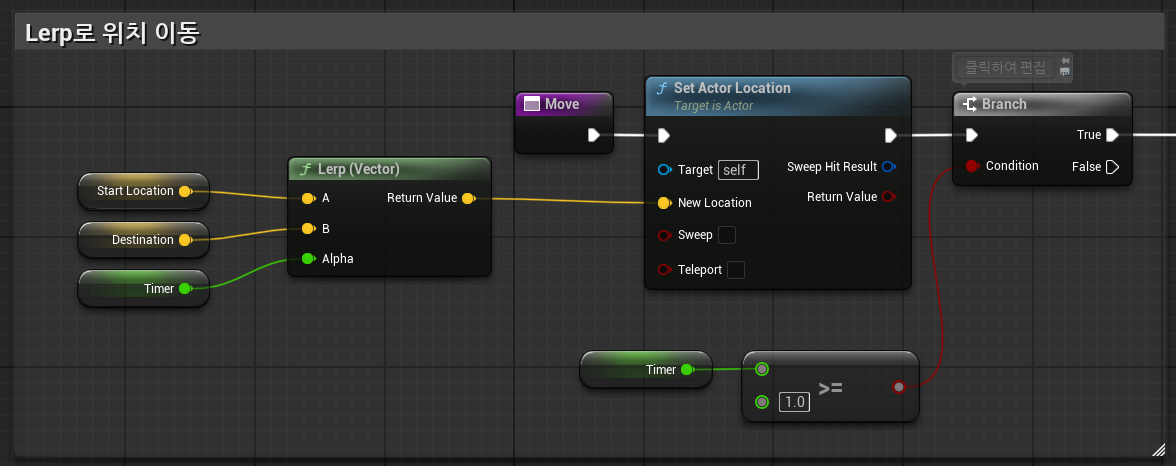 Lerp로 위치 이동
클릭하여 편집
Move
Set Actor Location
Target is Actor
Target
self
New Location
Sweep
Teleport
Sweep Hit Result
Return Value
Branch
Condition
True
False
Start Location
Destination
Timer
Lerp (Vector)
A
B
Alpha
Return Value
Timer
1.0
>=